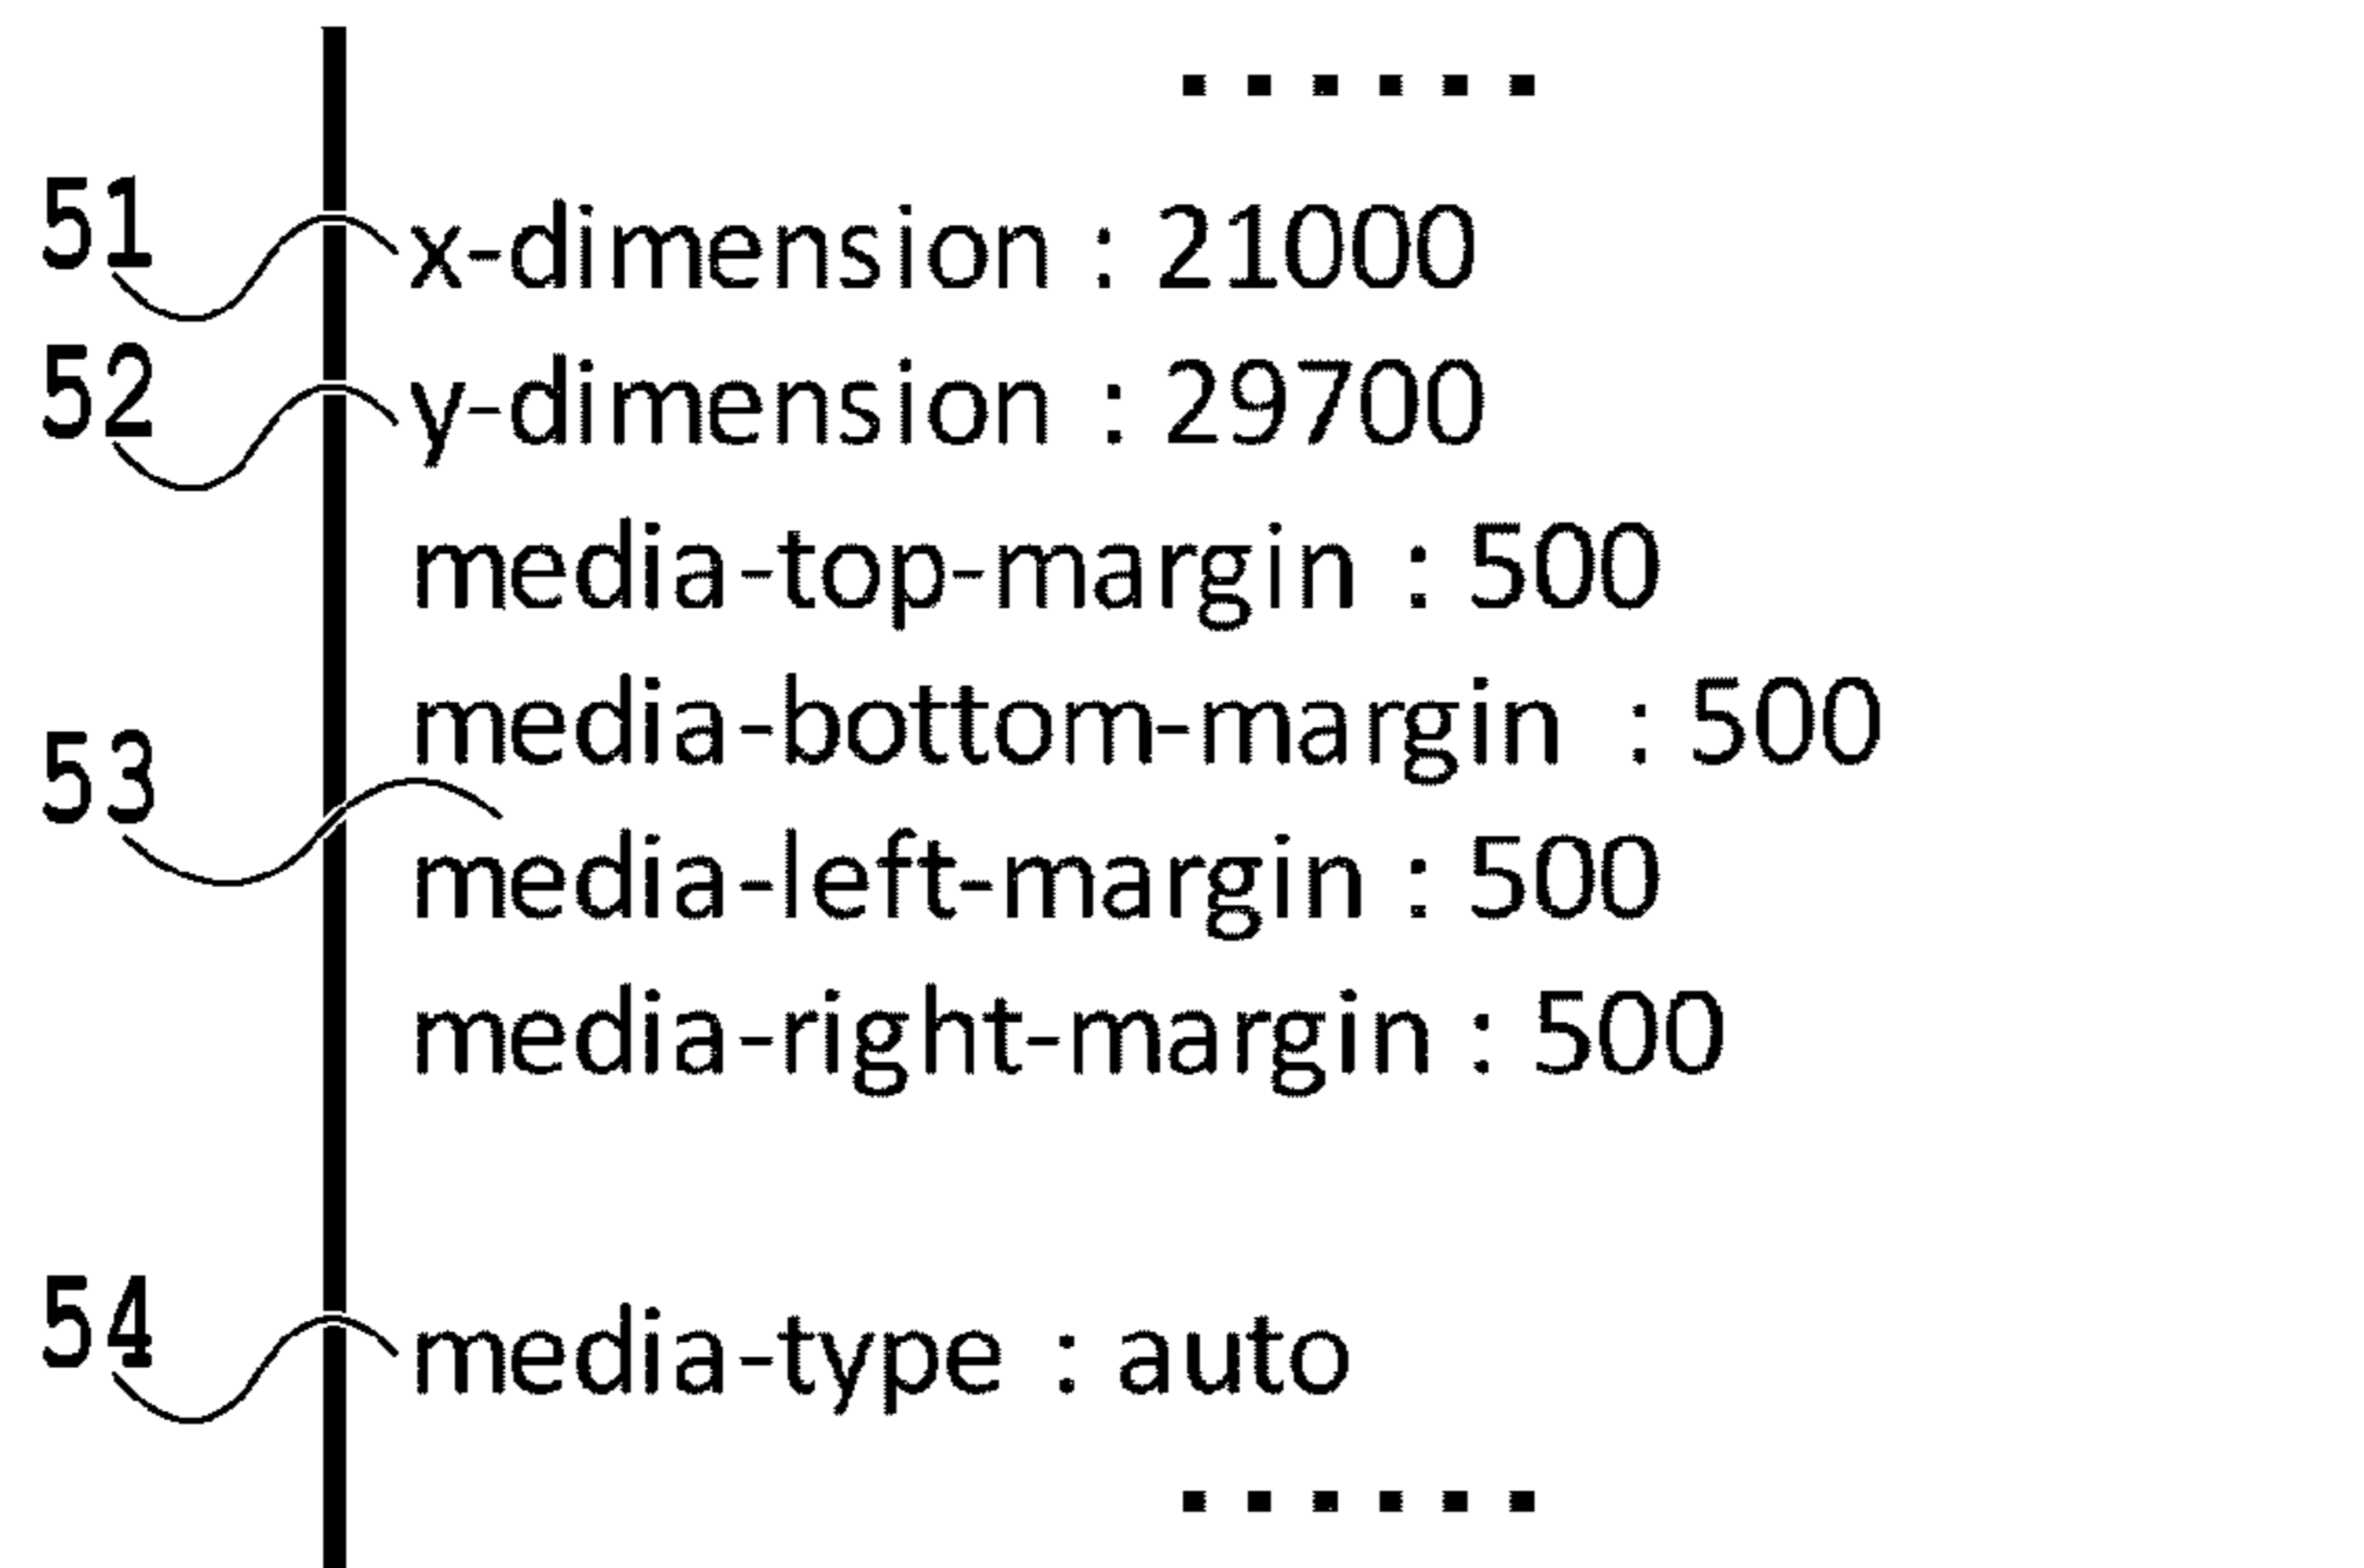 ......
51 x-dimension : 21000
52 y-dimension : 29700
media-top-margin : 500
media-bottom-margin : 500
53
media-left-margin : 500
media-right-margin : 500
54 media-type : auto
......